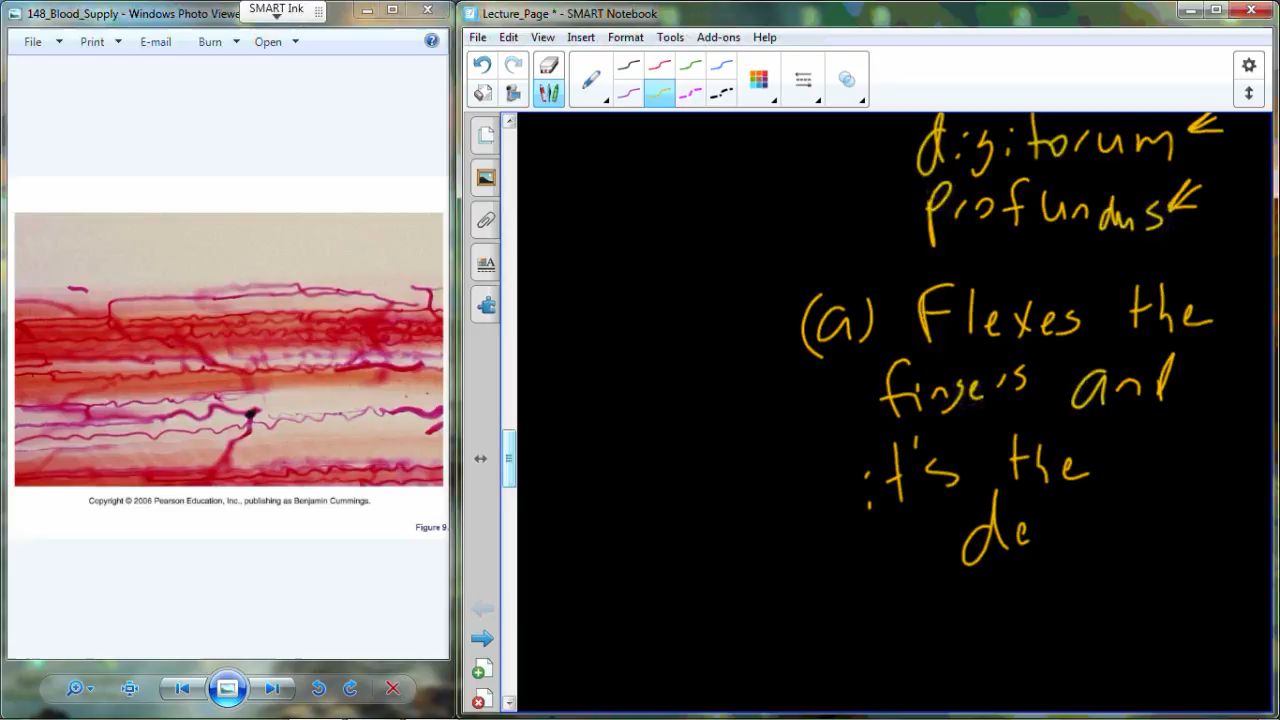 148_Blood_Supply - Windows Photo Viewe
SMART Ink
File Print E-mail Burn Open
Copyright © 2006 Pearson Education, Inc., publishing as Benjamin Cummings.
Figure 9.
Lecture_Page * - SMART Notebook
File Edit View Insert Format Tools Add-ons Help
digitorum
profundus
(a) Flexes the
fingers and
it's the
de